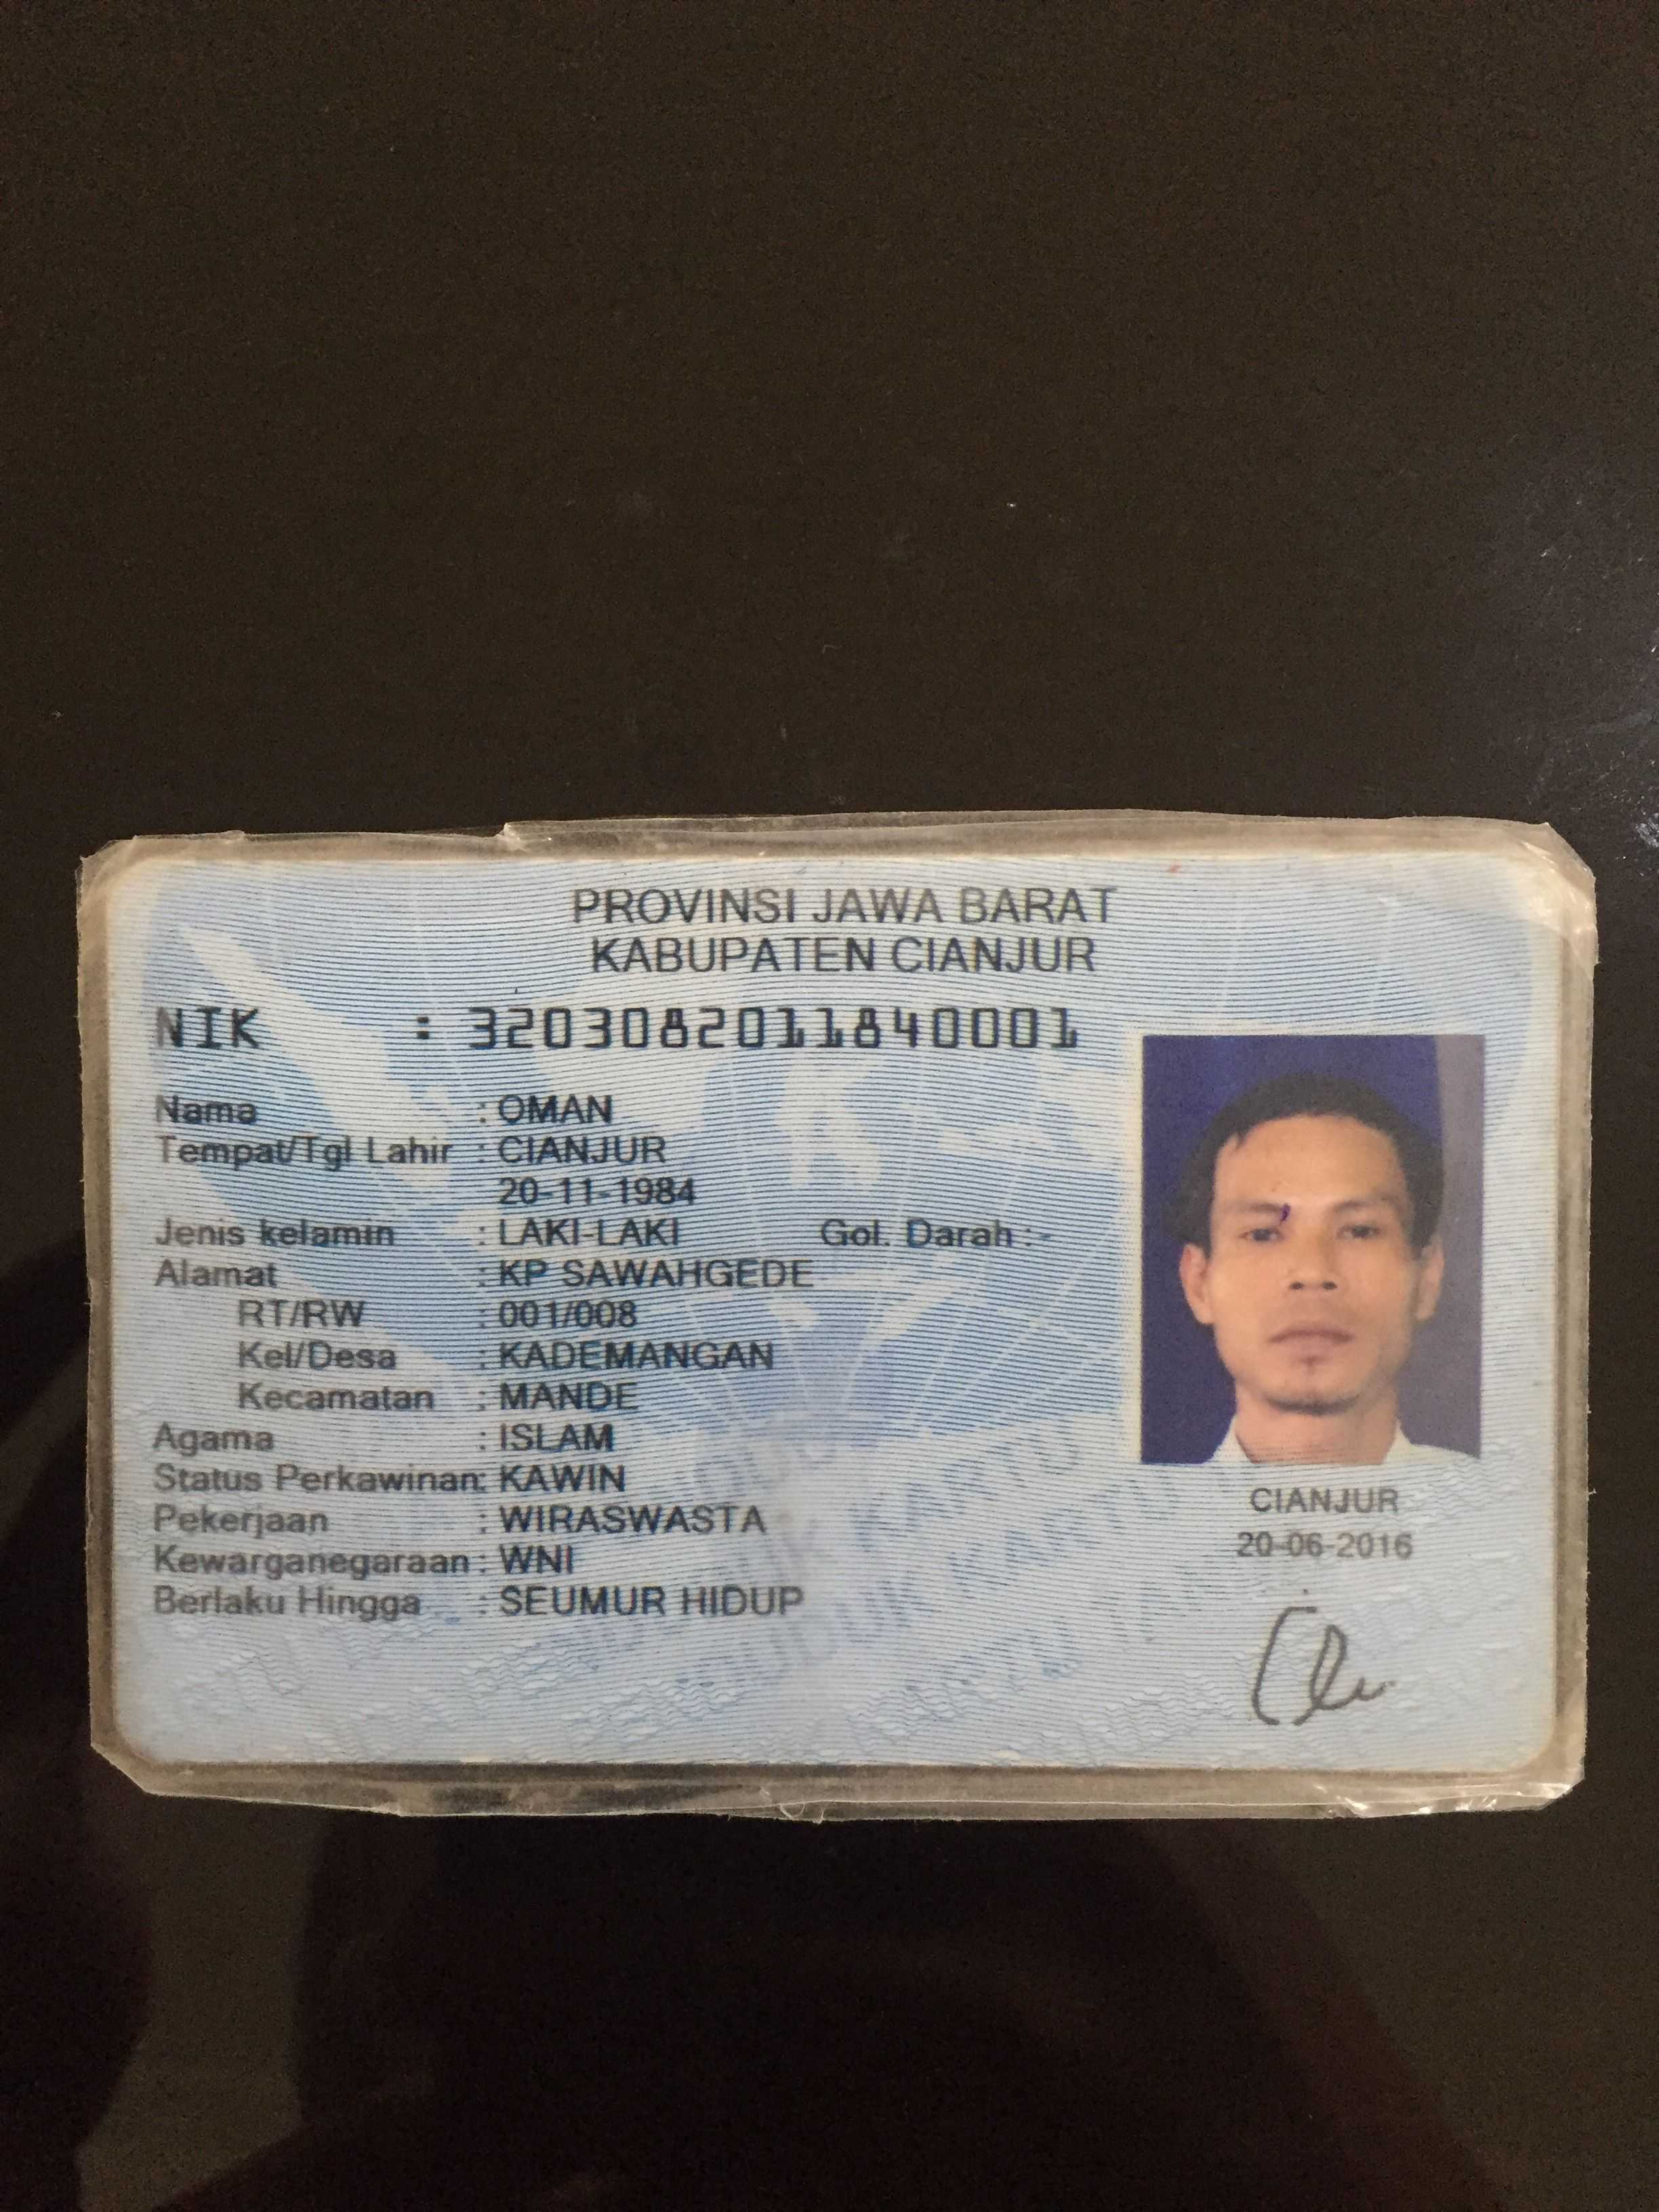 PROVINSI JAWA BARAT
KABUPATEN CIANJUR
NIK : 3203082011840001
Nama : OMAN
Tempat/Tgl Lahir : CIANJUR
20-11-1984
Jenis kelamin : LAKI-LAKI Gol. Darah : -
Alamat : KP SAWAHGEDE
RT/RW : 001/008
Kel/Desa : KADEMANGAN
Kecamatan : MANDE
Agama : ISLAM
Status Perkawinan: KAWIN
Pekerjaan : WIRASWASTA
Kewarganegaraan : WNI
Berlaku Hingga : SEUMUR HIDUP
CIANJUR
20-06-2016